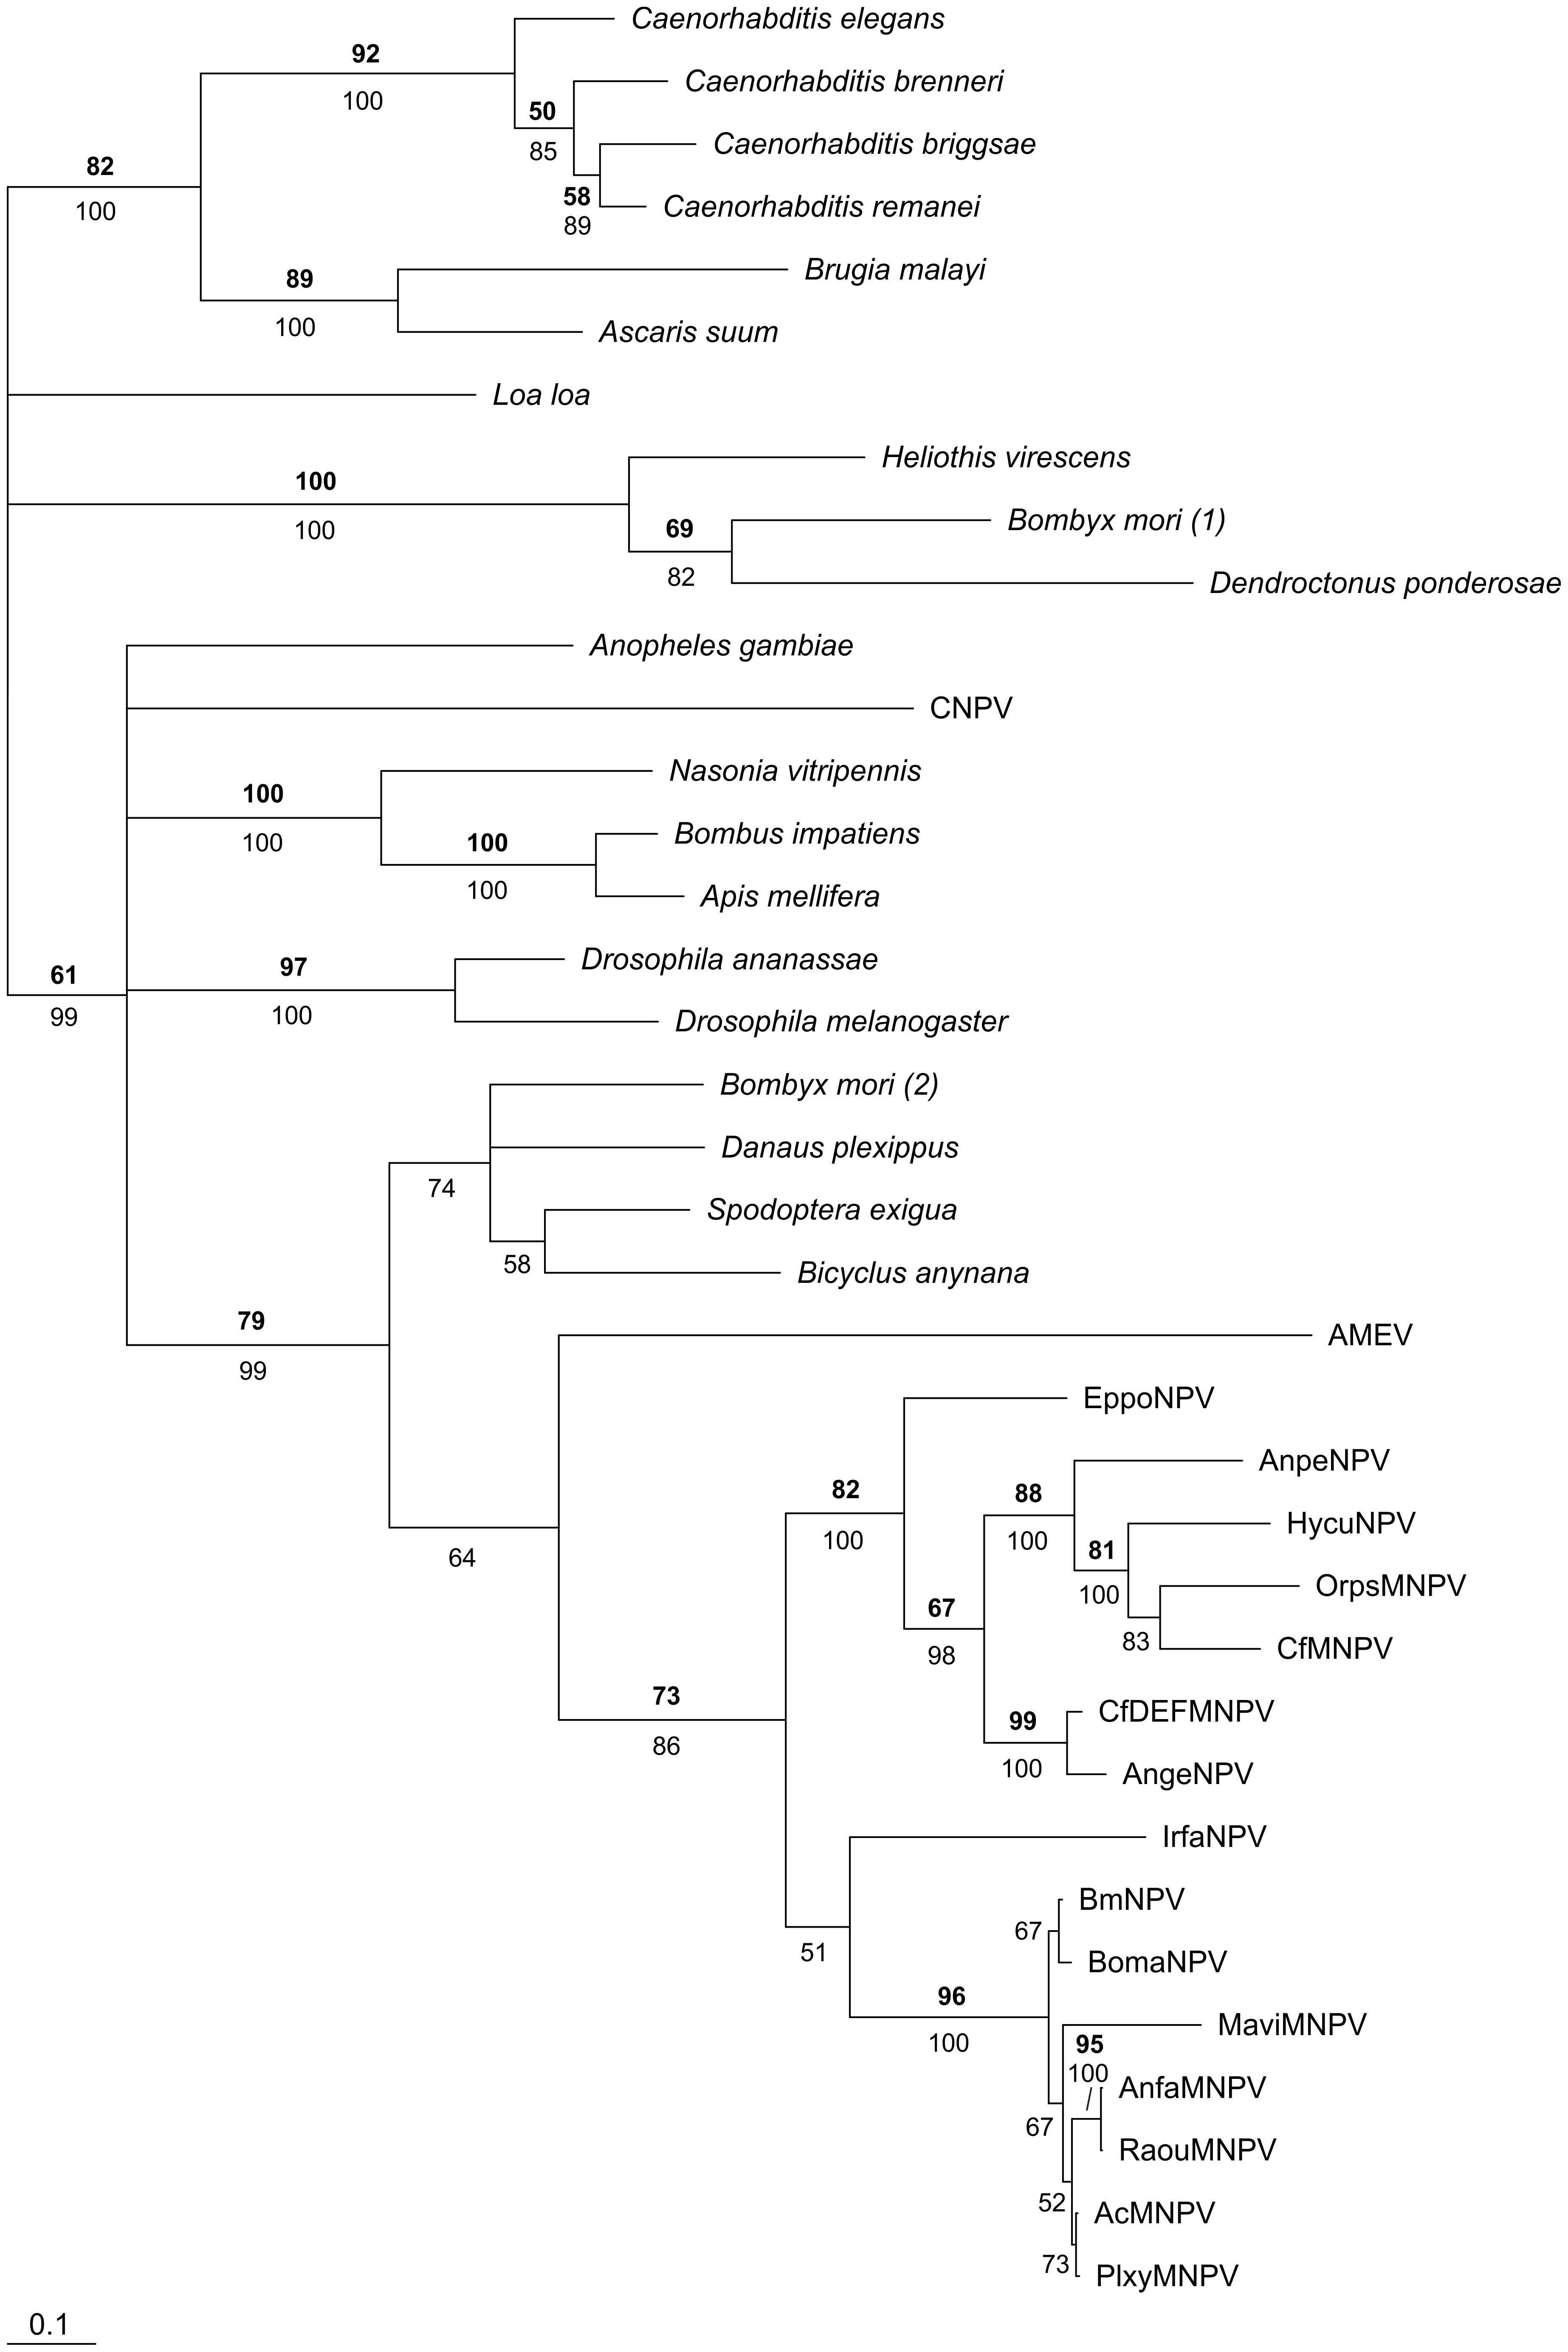 Caenorhabditis elegans
92
100
Caenorhabditis brenneri
50
85
Caenorhabditis briggsae
82
100
58
89
Caenorhabditis remanei
Brugia malayi
89
100
Ascaris suum
Loa loa
Heliothis virescens
100
100
Bombyx mori (1)
69
82
Dendroctonus ponderosae
Anopheles gambiae
CNPV
Nasonia vitripennis
100
100
Bombus impatiens
100
100
Apis mellifera
Drosophila ananassae
61
99
97
100
Drosophila melanogaster
Bombyx mori (2)
Danaus plexippus
74
Spodoptera exigua
58
Bicyclus anynana
79
99
AMEV
EppoNPV
AnpeNPV
82
100
88
100
HycuNPV
81
100
64
OrpsMNPV
67
98
83
CfMNPV
73
86
CfDEFMNPV
99
100
AngeNPV
IrfaNPV
BmNPV
67
51
BomaNPV
96
100
MaviMNPV
95
100
AnfaMNPV
67
RaouMNPV
52
AcMNPV
73
PlxyMNPV
0.1